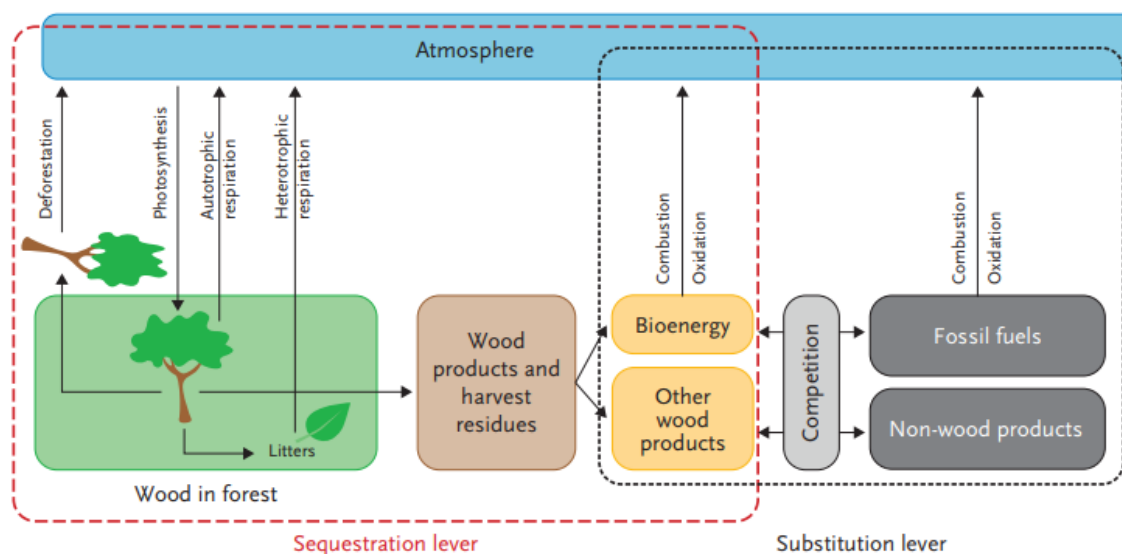 Atmosphere
Deforestation
Photosynthesis
Autotrophic
respiration
Heterotrophic
respiration
Combustion
Oxidation
Combustion
Oxidation
Litters
Wood in forest
Wood
products and
harvest
residues
Bioenergy
Other
wood
products
Competition
Fossil fuels
Non-wood products
Sequestration lever
Substitution lever